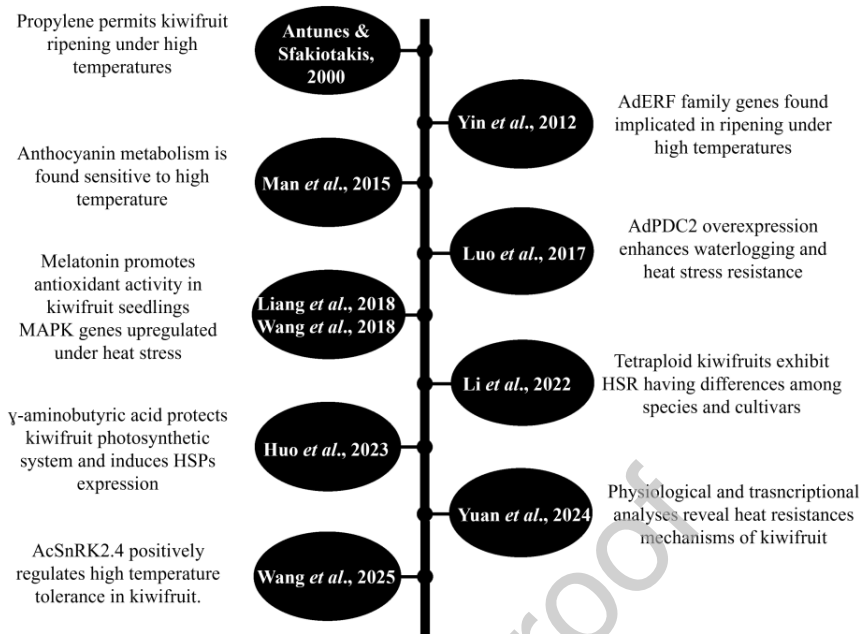 Propylene permits kiwifruit
ripening under high
temperatures
Antunes &
Sfakiotakis,
2000
Yin et al., 2012
AdERF family genes found
implicated in ripening under
high temperatures
Anthocyanin metabolism is
found sensitive to high
temperature
Man et al., 2015
Luo et al., 2017
AdPDC2 overexpression
enhances waterlogging and
heat stress resistance
Melatonin promotes
antioxidant activity in
kiwifruit seedlings
MAPK genes upregulated
under heat stress
Liang et al., 2018
Wang et al., 2018
Li et al., 2022
Tetraploid kiwifruits exhibit
HSR having differences among
species and cultivars
ɣ-aminobutyric acid protects
kiwifruit photosynthetic
system and induces HSPs
expression
Huo et al., 2023
Yuan et al., 2024
Physiological and trasncriptional
analyses reveal heat resistances
mechanisms of kiwifruit
AcSnRK2.4 positively
regulates high temperature
tolerance in kiwifruit.
Wang et al., 2025
roof